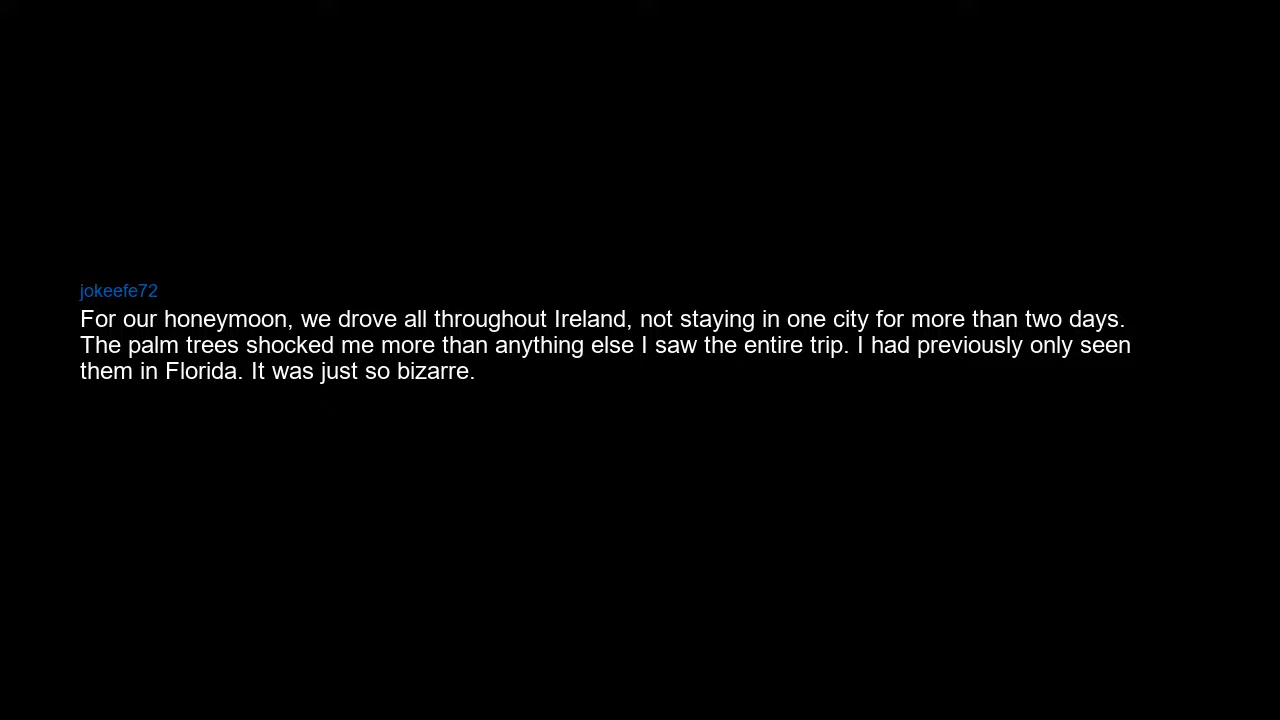 jokeefe72
For our honeymoon, we drove all throughout Ireland, not staying in one city for more than two days.
The palm trees shocked me more than anything else I saw the entire trip. I had previously only seen
them in Florida. It was just so bizarre.